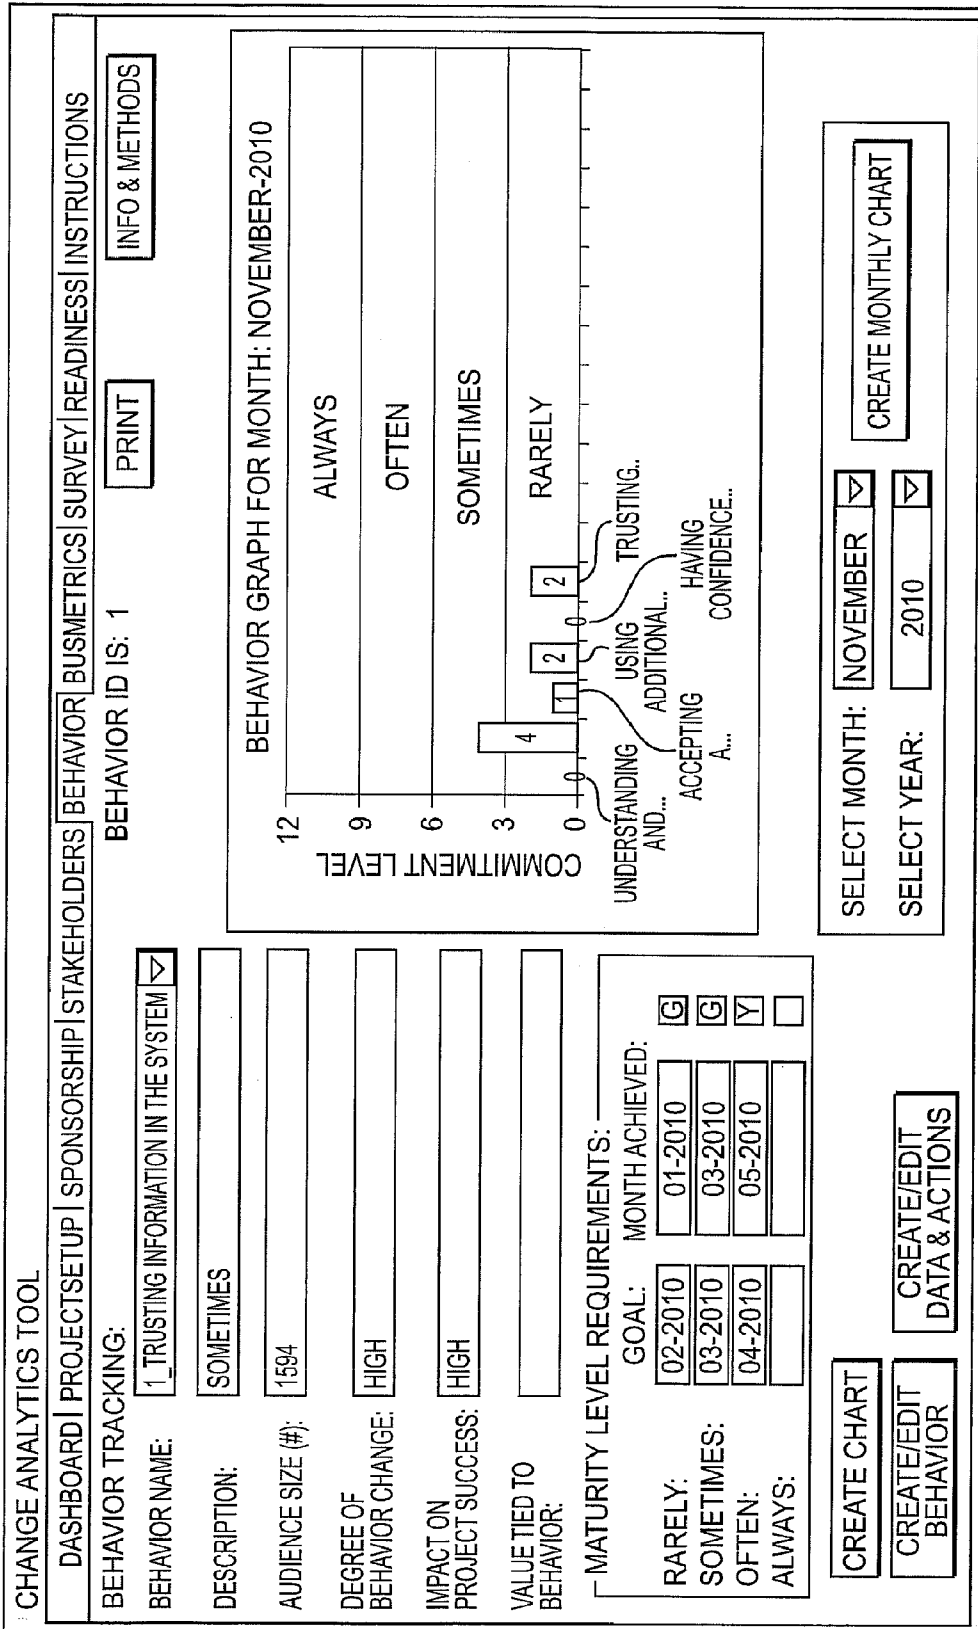 CHANGE ANALYTICS TOOL
DASHBOARD| PROJECTSETUP | SPONSORSHIP | STAKEHOLDERS | BEHAVIOR | BUSMETRICS | SURVEY | READINESS | INSTRUCTIONS
BEHAVIOR TRACKING:
BEHAVIOR ID IS: 1
PRINT
INFO & METHODS
BEHAVIOR NAME:
1_TRUSTING INFORMATION IN THE SYSTEM
DESCRIPTION:
SOMETIMES
AUDIENCE SIZE (#):
1594
DEGREE OF
BEHAVIOR CHANGE:
HIGH
IMPACT ON
PROJECT SUCCESS:
HIGH
VALUE TIED TO
BEHAVIOR:
MATURITY LEVEL REQUIREMENTS:
GOAL: MONTH ACHIEVED:
RARELY: 02-2010 01-2010 G
SOMETIMES: 03-2010 03-2010 G
OFTEN: 04-2010 05-2010 Y
ALWAYS:
CREATE CHART
CREATE/EDIT
BEHAVIOR
CREATE/EDIT
DATA & ACTIONS
BEHAVIOR GRAPH FOR MONTH: NOVEMBER-2010
COMMITMENT LEVEL
12
9
6
3
0
ALWAYS
OFTEN
SOMETIMES
RARELY
0 4 1 2 0 2
UNDERSTANDING
AND...
ACCEPTING
A...
USING
ADDITIONAL..
HAVING
CONFIDENCE..
TRUSTING..
SELECT MONTH: NOVEMBER
SELECT YEAR: 2010
CREATE MONTHLY CHART